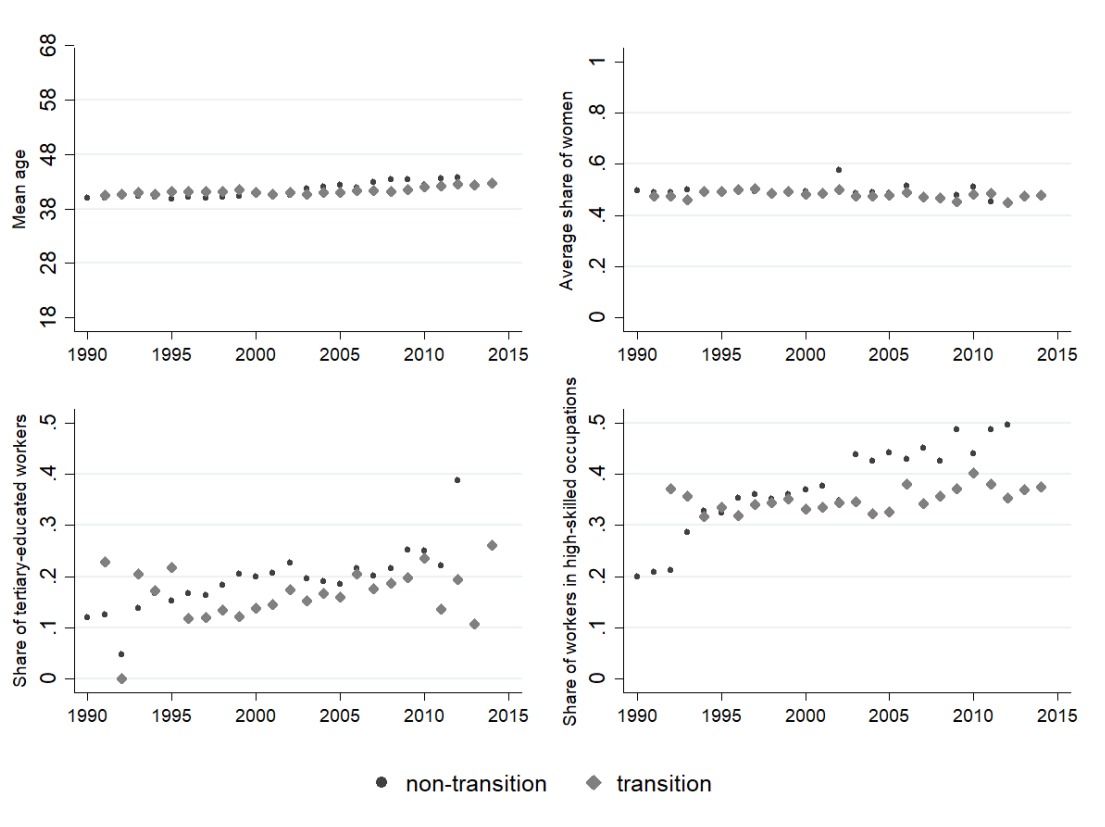 Mean age
68
58
48
38
28
18
1990 1995 2000 2005 2010 2015
Average share of women
1
.8
.6
.4
.2
0
1990 1995 2000 2005 2010 2015
Share of tertiary-educated workers
.5
.4
.3
.2
.1
0
1990 1995 2000 2005 2010 2015
Share of workers in high-skilled occupations
.5
.4
.3
.2
.1
0
1990 1995 2000 2005 2010 2015
non-transition transition